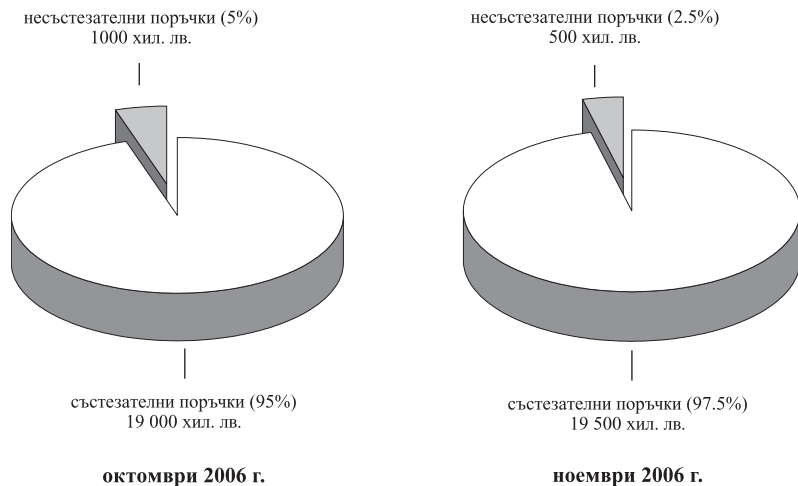 несъстезателни поръчки (5%)
1000 хил. лв.
състезателни поръчки (95%)
19 000 хил. лв.
октомври 2006 г.
несъстезателни поръчки (2.5%)
500 хил. лв.
състезателни поръчки (97.5%)
19 500 хил. лв.
ноември 2006 г.